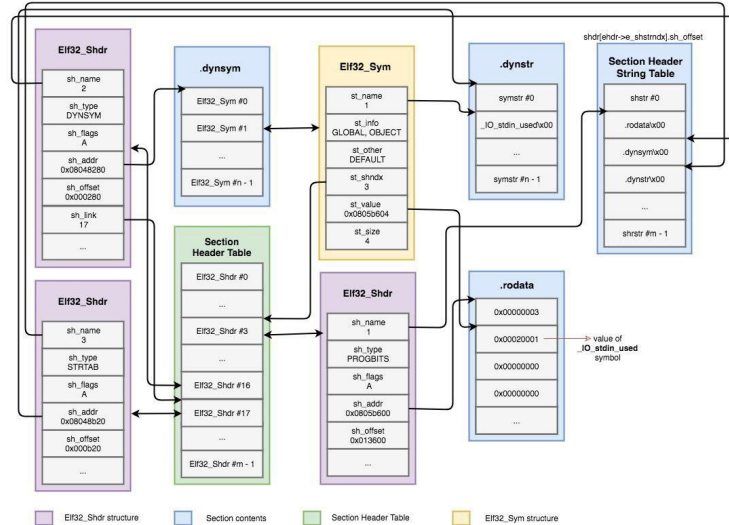 shdr[ehdr->e_shstrndx].sh_offset
Elf32_Shdr
sh_name
2
sh_type
DYNSYM
sh_flags
A
sh_addr
0x08048280
sh_offset
0x000280
sh_link
17
...
.dynsym
Elf32_Sym #0
Elf32_Sym #1
...
Elf32_Sym #n - 1
Elf32_Sym
st_name
1
st_info
GLOBAL, OBJECT
st_other
DEFAULT
st_shndx
3
st_value
0x0805b604
st_size
4
.dynstr
symstr #0
_IO_stdin_used\x00
...
symstr #n - 1
Section Header
String Table
shstr #0
.rodata\x00
.dynsym\x00
.dynstr\x00
...
shrstr #m - 1
Elf32_Shdr
sh_name
3
sh_type
STRTAB
sh_flags
A
sh_addr
0x08048b20
sh_offset
0x000b20
...
Section
Header Table
Elf32_Shdr #0
...
Elf32_Shdr #3
...
Elf32_Shdr #16
Elf32_Shdr #17
...
Elf32_Shdr #m - 1
Elf32_Shdr
sh_name
1
sh_type
PROGBITS
sh_flags
A
sh_addr
0x0805b600
sh_offset
0x013600
...
.rodata
0x00000003
0x00020001
0x00000000
0x00000000
...
value of
_IO_stdin_used
symbol
Elf32_Shdr structure
Section contents
Section Header Table
Elf32_Sym structure